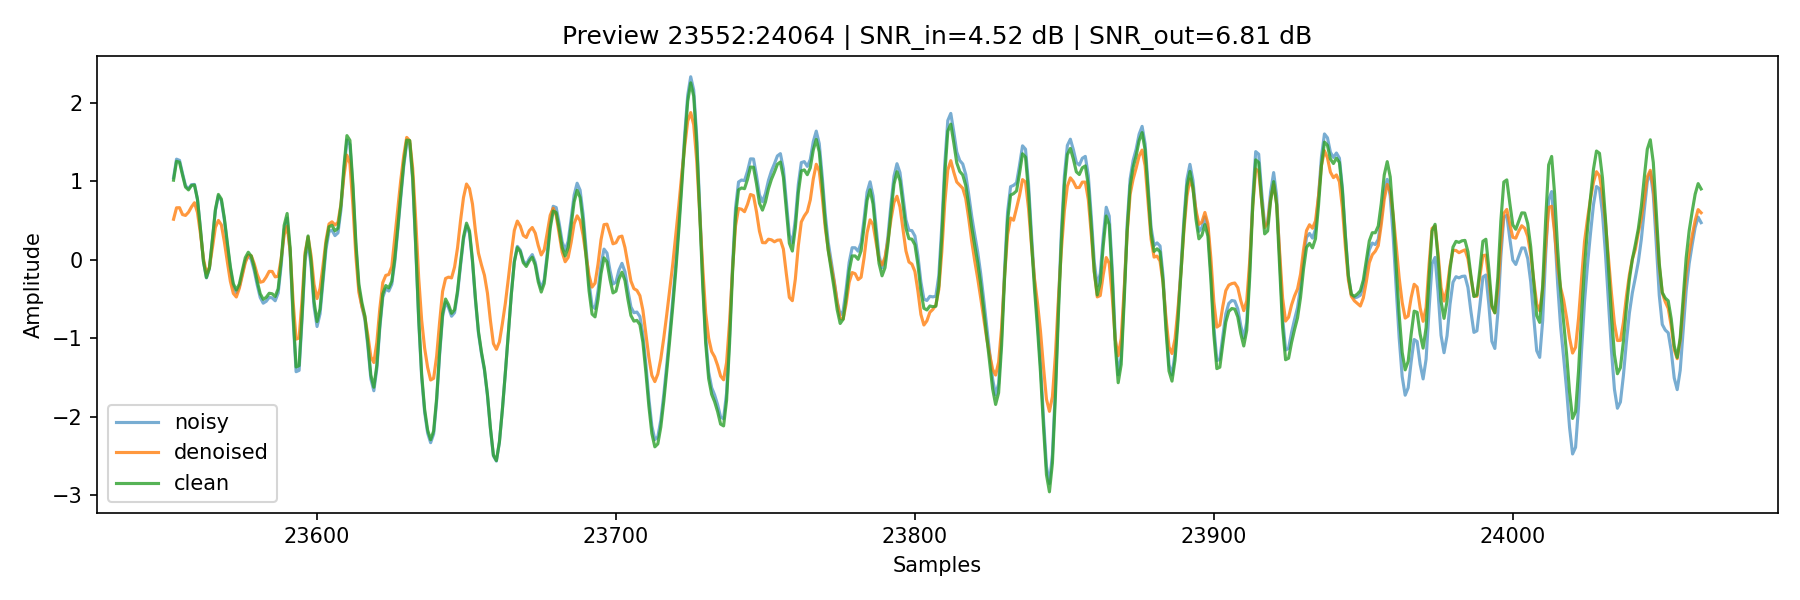 Preview 23552:24064 | SNR_in=4.52 dB | SNR_out=6.81 dB
Amplitude
2
1
0
−1
−2
−3
noisy
denoised
clean
23600
23700
23800
23900
24000
Samples